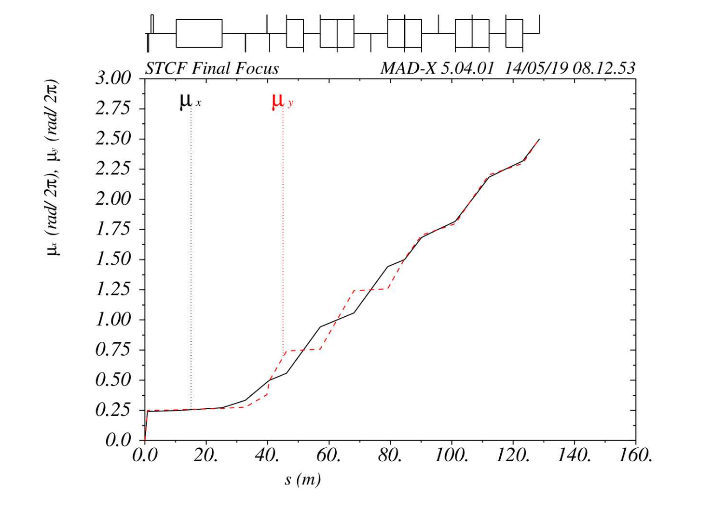 STCF Final Focus MAD-X 5.04.01 14/05/19 08.12.53
μx (rad/2π), μy (rad/2π)
μ x μ y
3.00
2.75
2.50
2.25
2.00
1.75
1.50
1.25
1.00
0.75
0.50
0.25
0.0
0.0 20. 40. 60. 80. 100. 120. 140. 160.
s (m)